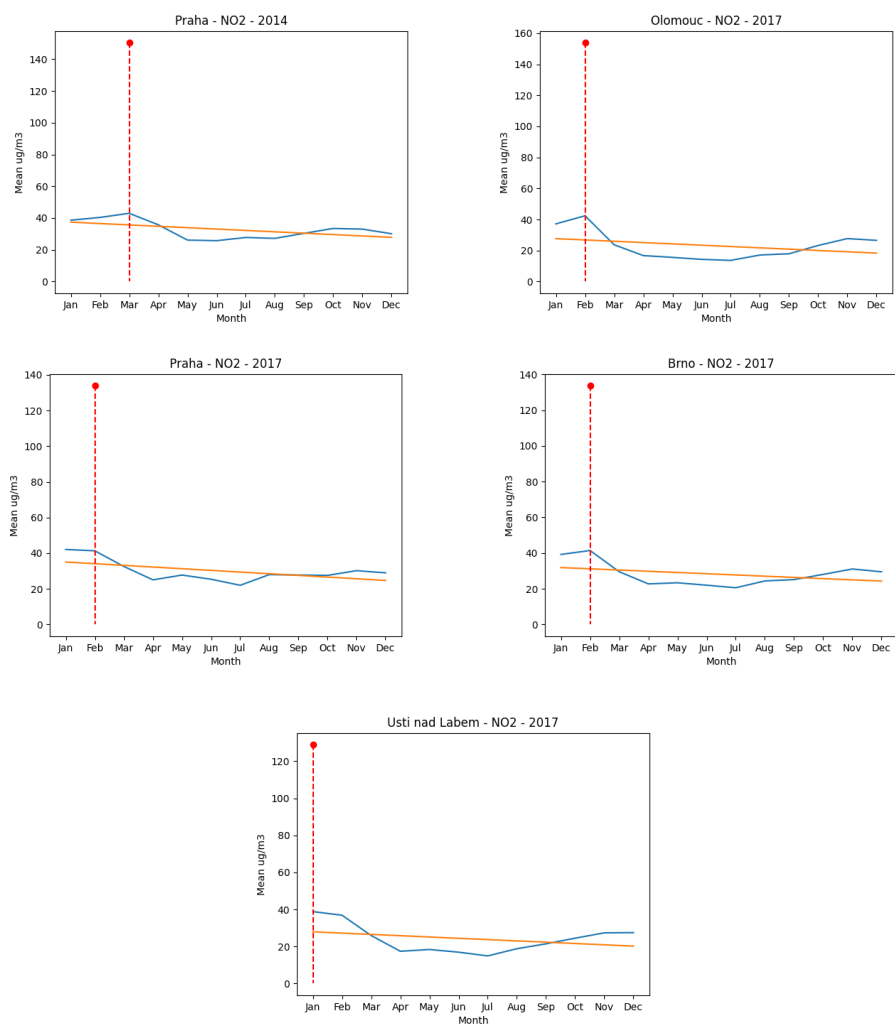 Praha - NO2 - 2014
Mean ug/m3
140
120
100
80
60
40
20
0
Jan Feb Mar Apr May Jun Jul Aug Sep Oct Nov Dec
Month
Olomouc - NO2 - 2017
Mean ug/m3
160
140
120
100
80
60
40
20
0
Jan Feb Mar Apr May Jun Jul Aug Sep Oct Nov Dec
Month
Praha - NO2 - 2017
Mean ug/m3
140
120
100
80
60
40
20
0
Jan Feb Mar Apr May Jun Jul Aug Sep Oct Nov Dec
Month
Brno - NO2 - 2017
Mean ug/m3
140
120
100
80
60
40
20
0
Jan Feb Mar Apr May Jun Jul Aug Sep Oct Nov Dec
Month
Usti nad Labem - NO2 - 2017
Mean ug/m3
120
100
80
60
40
20
0
Jan Feb Mar Apr May Jun Jul Aug Sep Oct Nov Dec
Month